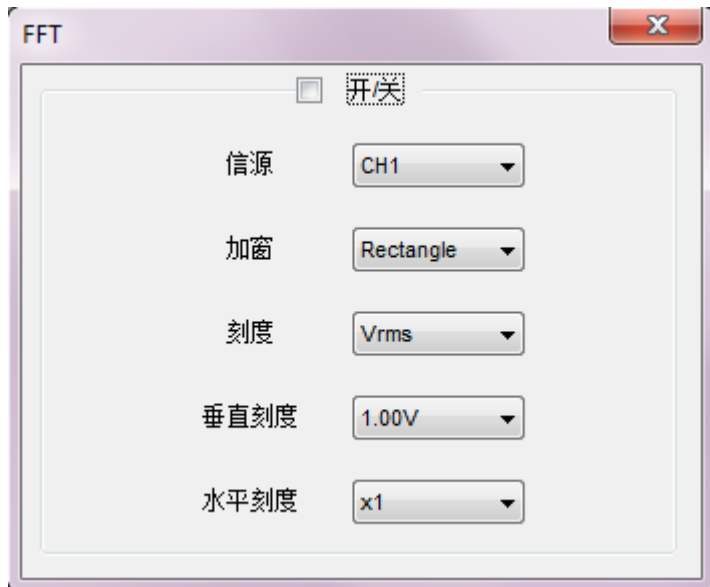 FFT
开/关
信源 CH1
加窗 Rectangle
刻度 Vrms
垂直刻度 1.00V
水平刻度 x1